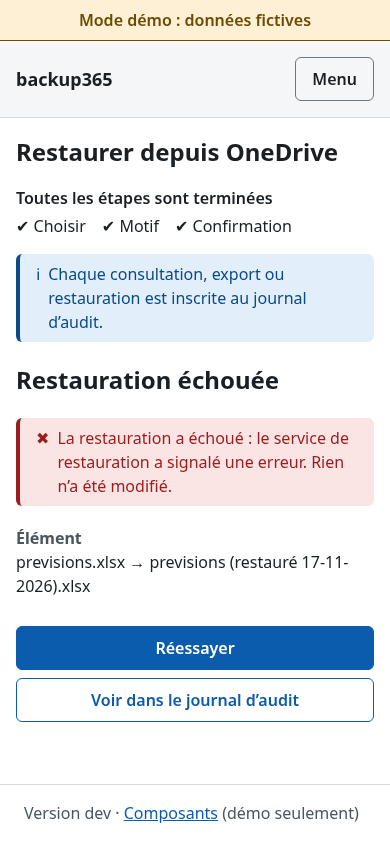 Mode démo : données fictives
backup365
Menu
Restaurer depuis OneDrive
Toutes les étapes sont terminées
✔ Choisir ✔ Motif ✔ Confirmation
i Chaque consultation, export ou
restauration est inscrite au journal
d’audit.
Restauration échouée
✖ La restauration a échoué : le service de
restauration a signalé une erreur. Rien
n’a été modifié.
Élément
previsions.xlsx → previsions (restauré 17-11-
2026).xlsx
Réessayer
Voir dans le journal d’audit
Version dev · Composants (démo seulement)